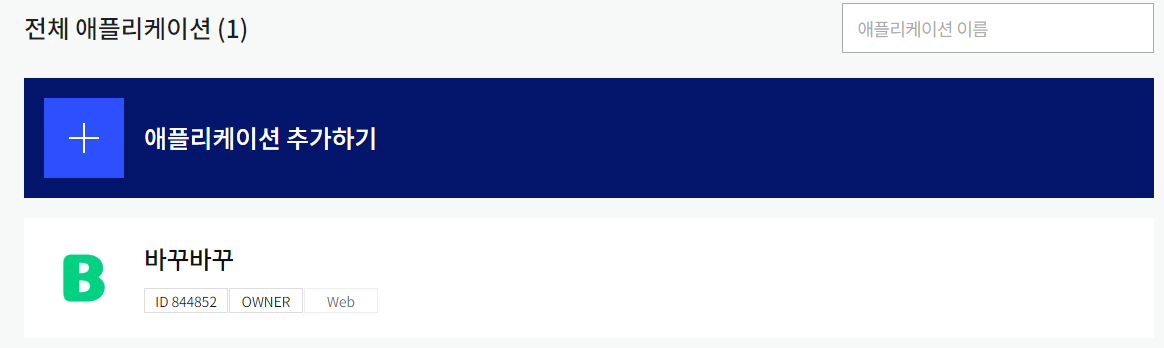 전체 애플리케이션 (1)
애플리케이션 이름
애플리케이션 추가하기
B
바꾸바꾸
ID 844852 OWNER Web